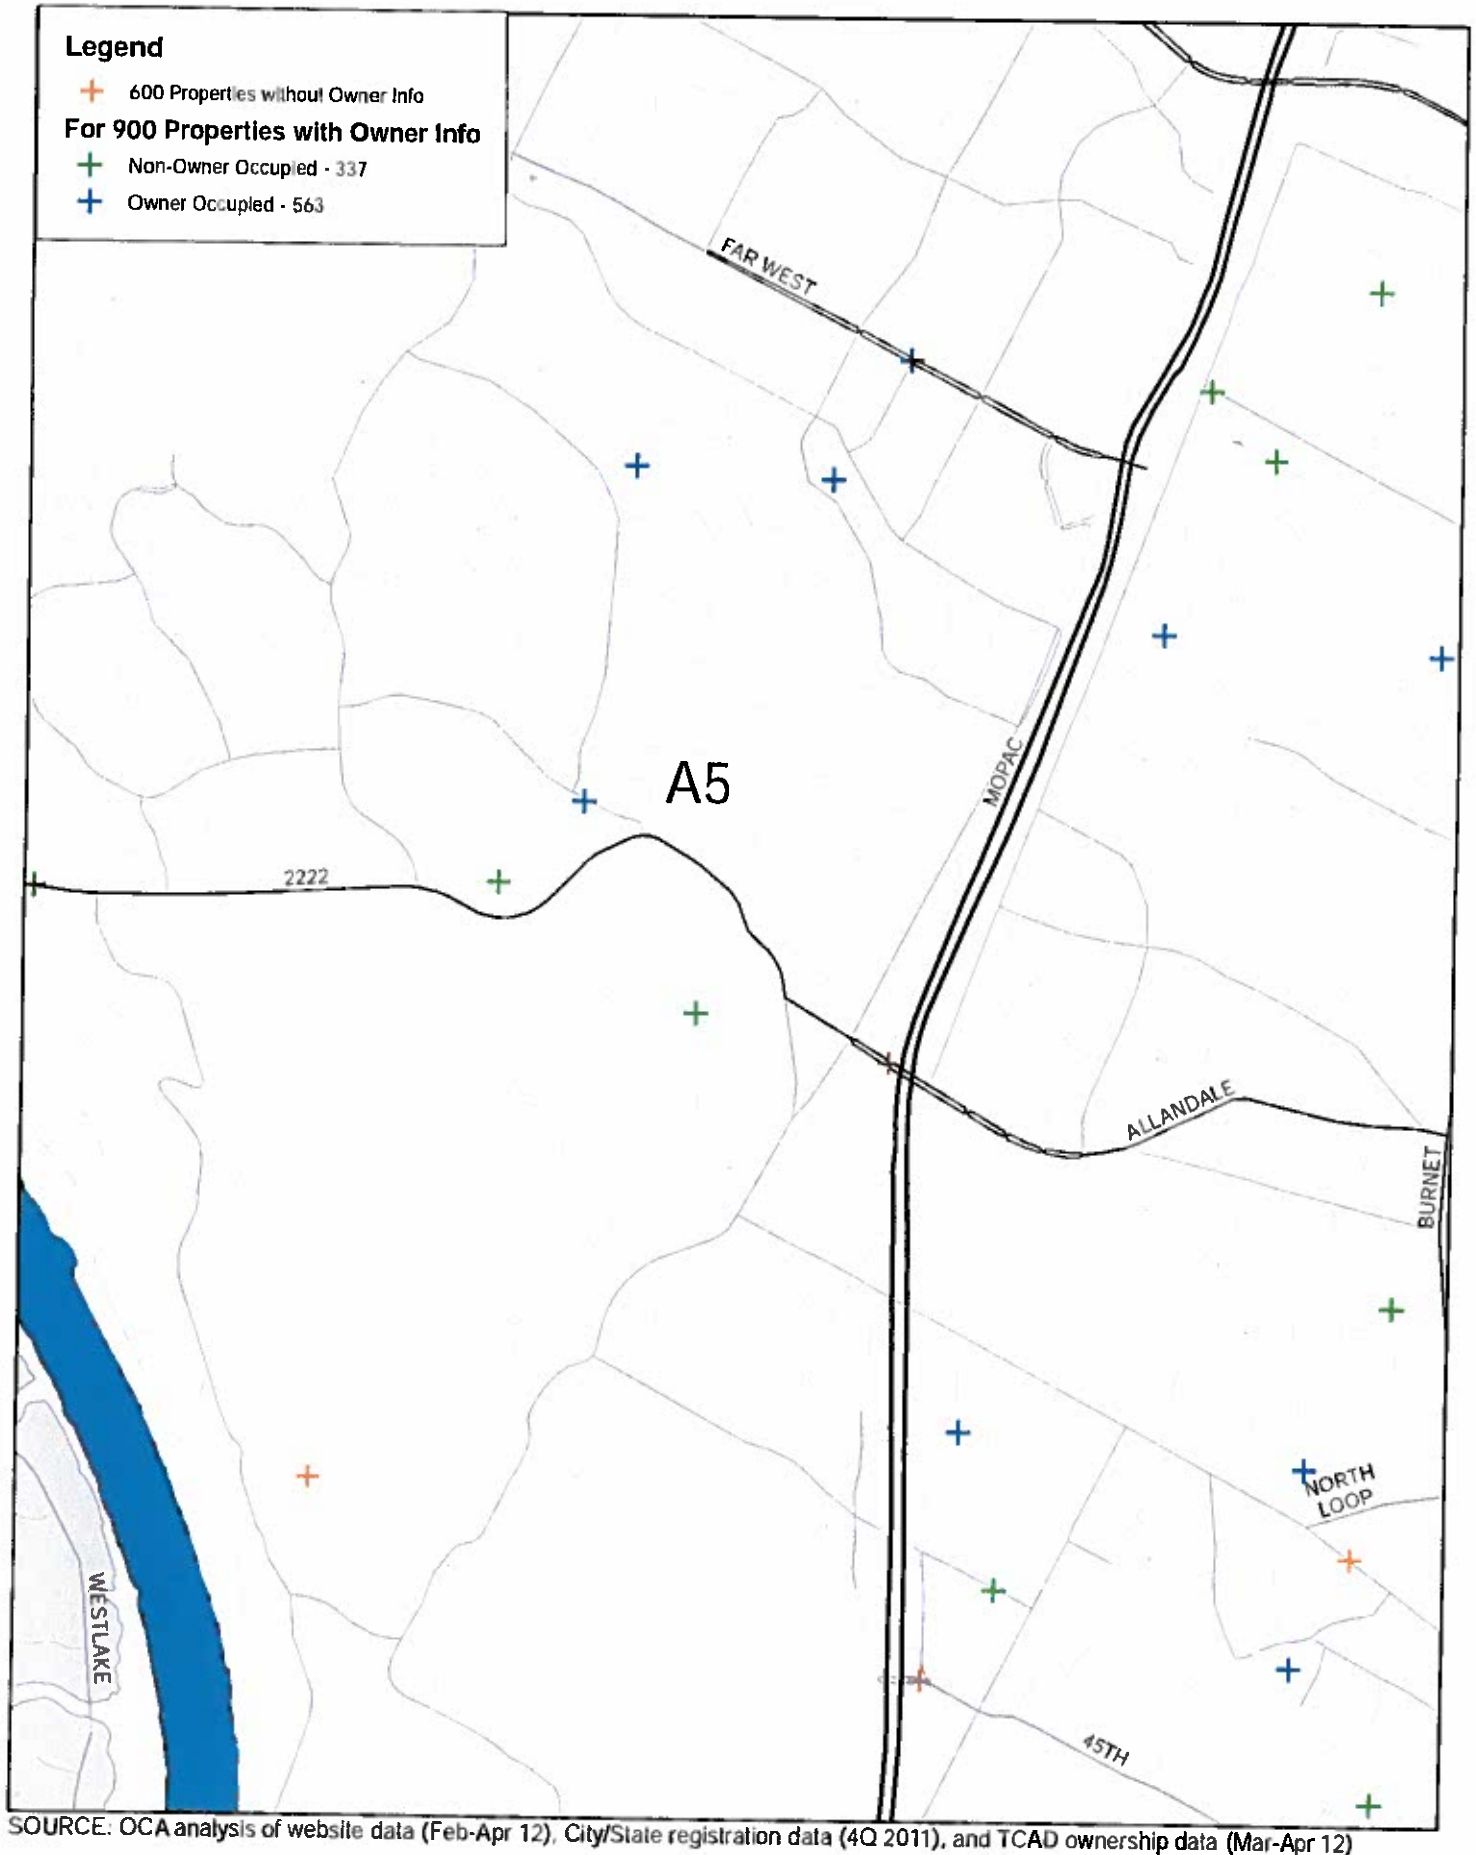 Legend
600 Properties without Owner Info
For 900 Properties with Owner Info
Non-Owner Occupied - 337
Owner Occupied - 563
FAR WEST
MOPAC
A5
2222
ALLANDALE
BURNET
NORTH
LOOP
WESTLAKE
45TH
SOURCE: OCA analysis of website data (Feb-Apr 12), City/State registration data (4Q 2011), and TCAD ownership data (Mar-Apr 12)